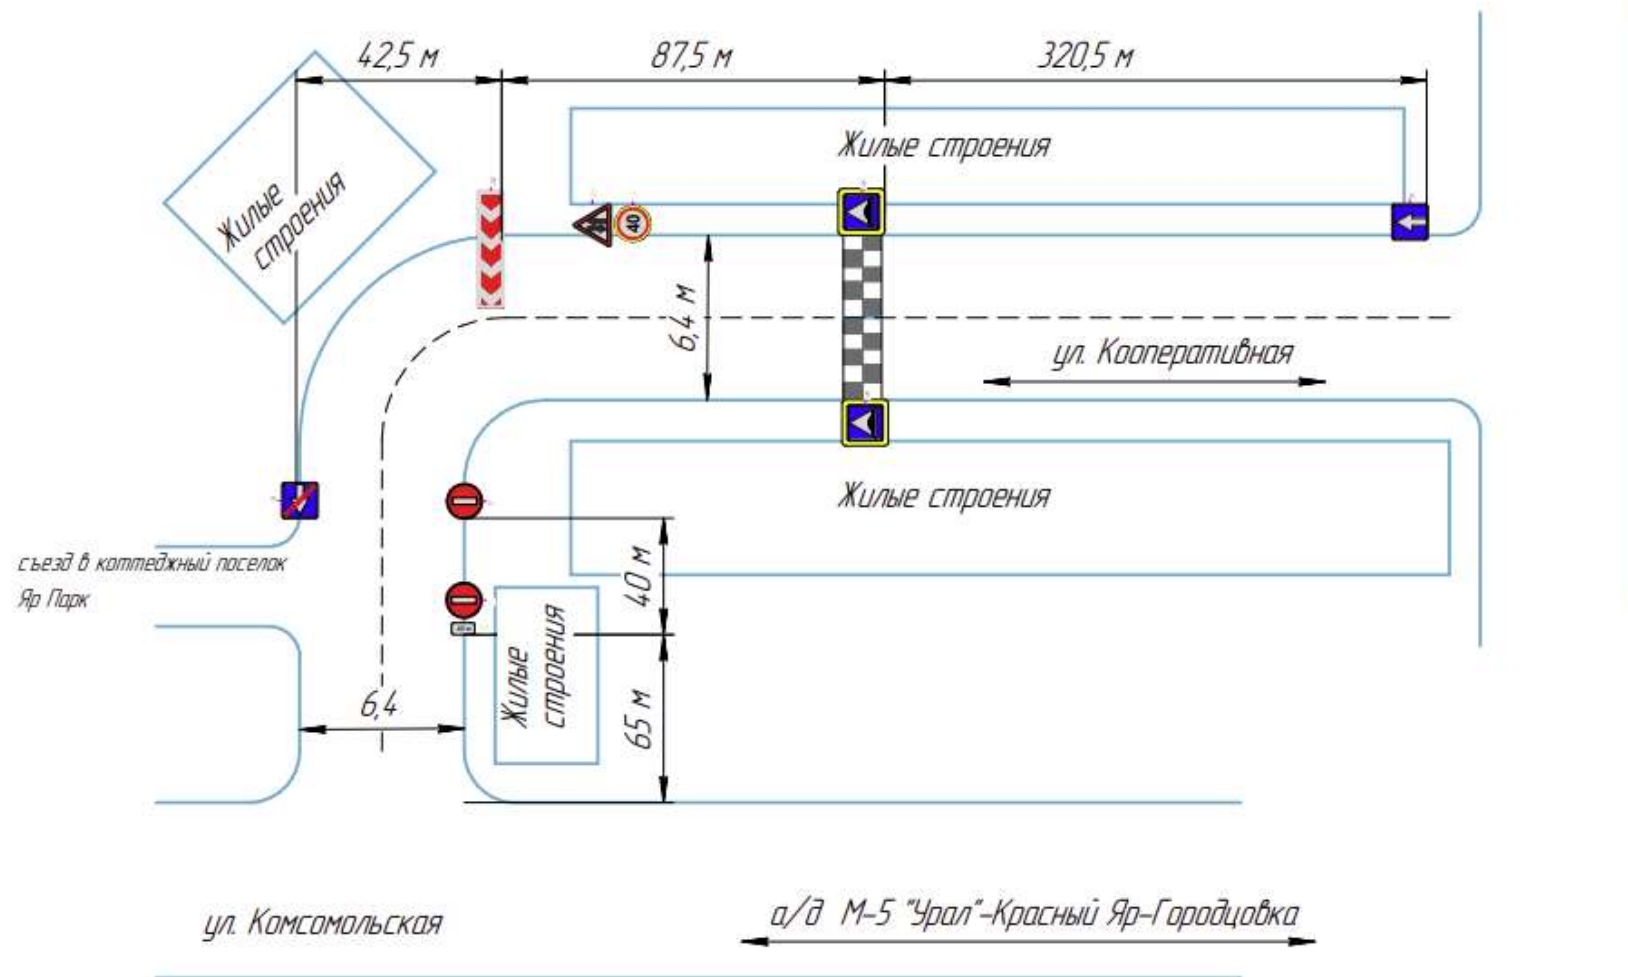 42,5 м
87,5 м
320,5 м
Жилые строения
Жилые
строения
40
6,4 м
ул. Кооперативная
Жилые строения
съезд в коттеджный поселок
Яр Парк
40 м
Жилые
строения
6,4
65 м
ул. Комсомольская
а/д М-5 "Урал"-Красный Яр-Городцовка